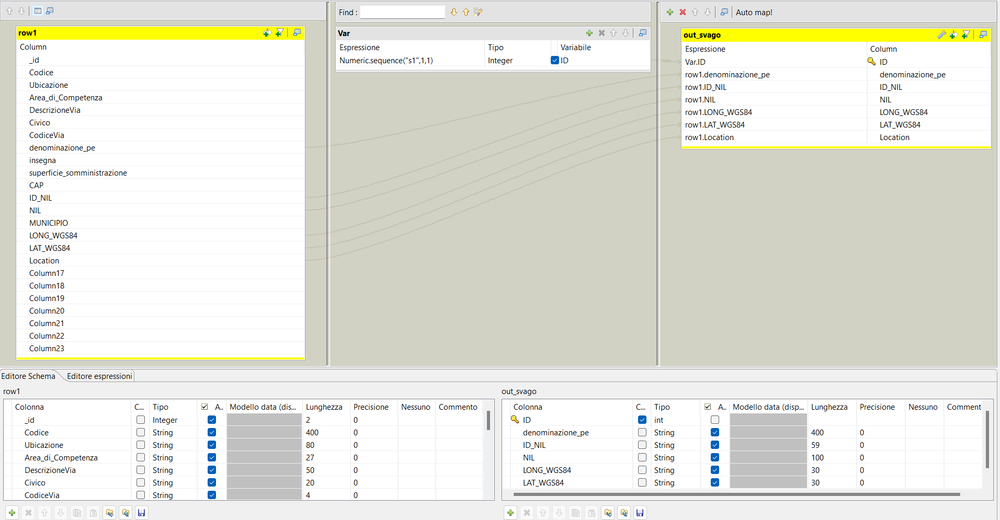 Find :
Auto map!
row1
Column
_id
Codice
Ubicazione
Area_di_Competenza
DescrizioneVia
Civico
CodiceVia
denominazione_pe
insegna
superficie_somministrazione
CAP
ID_NIL
NIL
MUNICIPIO
LONG_WGS84
LAT_WGS84
Location
Column17
Column18
Column19
Column20
Column21
Column22
Column23
Var
Espressione Tipo Variabile
Numeric.sequence("s1",1,1) Integer ID
out_svago
Espressione Column
Var.ID ID
row1.denominazione_pe denominazione_pe
row1.ID_NIL ID_NIL
row1.NIL NIL
row1.LONG_WGS84 LONG_WGS84
row1.LAT_WGS84 LAT_WGS84
row1.Location Location
Editore Schema Editore espressioni
row1
Colonna C... Tipo A.. Modello data (dis... Lunghezza Precisione Nessuno Commento
_id Integer 2 0
Codice String 400 0
Ubicazione String 80 0
Area_di_Competenza String 27 0
DescrizioneVia String 50 0
Civico String 20 0
CodiceVia String 4 0
out_svago
Colonna C... Tipo A.. Modello data (disp... Lunghezza Precisione Nessuno Comment
ID int
denominazione_pe String 400 0
ID_NIL String 59 0
NIL String 100 0
LONG_WGS84 String 30 0
LAT_WGS84 String 30 0